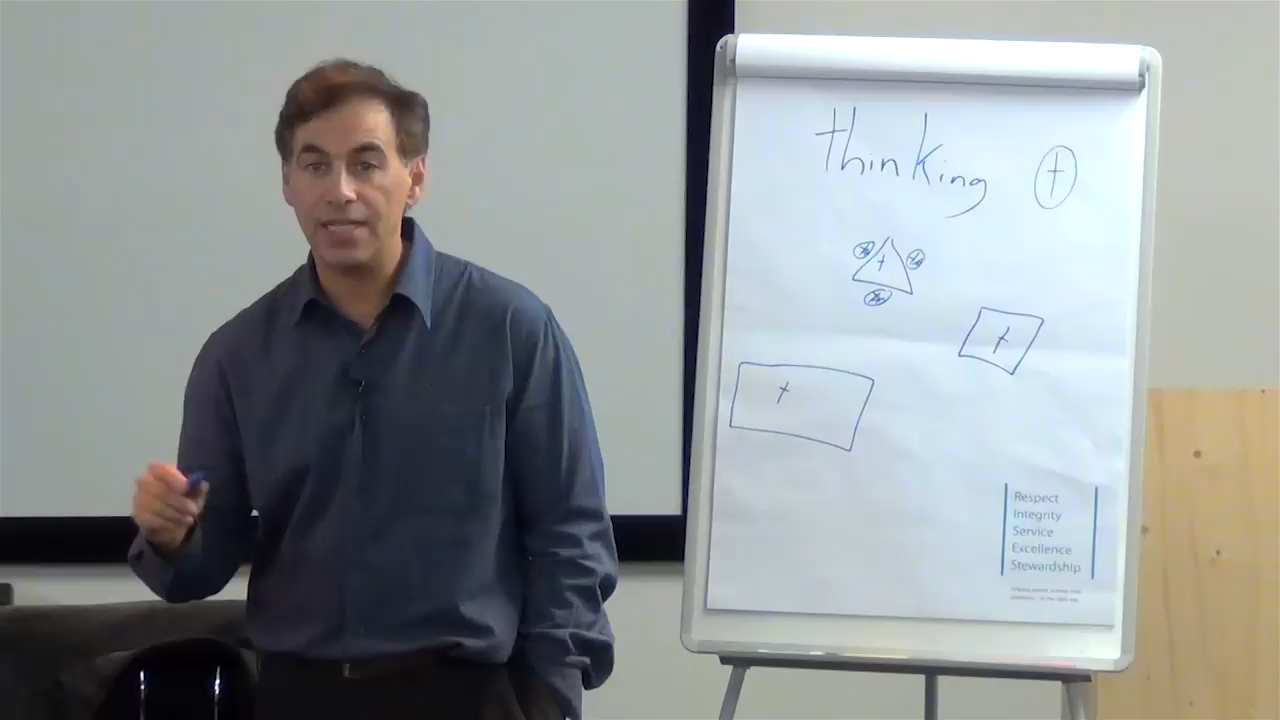 thinking +
+
+
+
Respect
Integrity
Service
Excellence
Stewardship